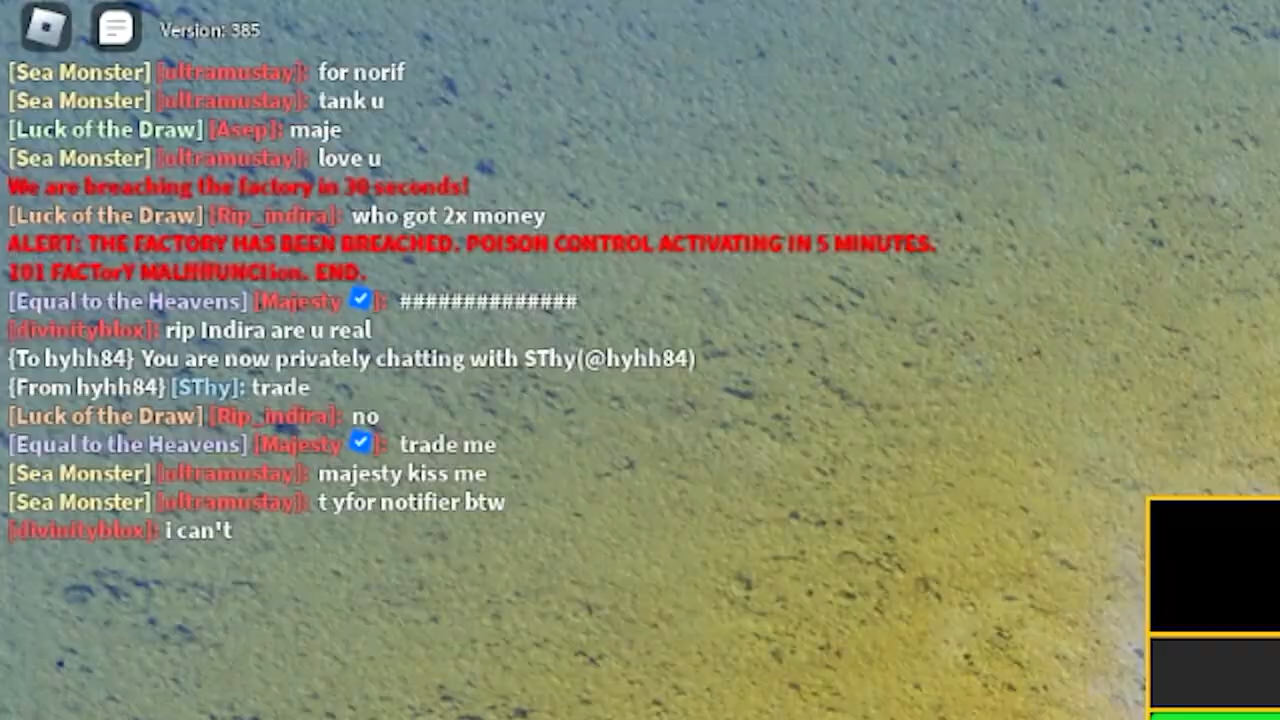 Version: 385
[Sea Monster] [ultramustay]: for norif
[Sea Monster] [ultramustay]: tank u
[Luck of the Draw] [Asep]: maje
[Sea Monster] [ultramustay]: love u
We are breaching the factory in 30 seconds!
[Luck of the Draw] [Rip_indira]: who got 2x money
ALERT: THE FACTORY HAS BEEN BREACHED. POISON CONTROL ACTIVATING IN 5 MINUTES.
101 FACTorY END.
[Equal to the Heavens] [Majesty ]: ##############
[divinityblox]: rip Indira are u real
{To hyhh84} You are now privately chatting with SThy(@hyhh84)
{From hyhh84} [SThy]: trade
[Luck of the Draw] [Rip_indira]: no
[Equal to the Heavens] [Majesty ]: trade me
[Sea Monster] [ultramustay]: majesty kiss me
[Sea Monster] [ultramustay]: t yfor notifier btw
[divinityblox]: i can't